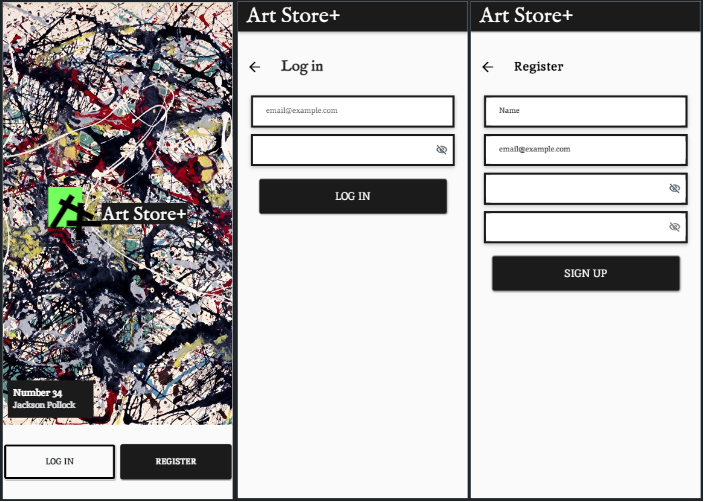 Art Store+
Number 34
Jackson Pollock
LOG IN
REGISTER
Art Store+
Log in
email@example.com
LOG IN
Art Store+
Register
Name
email@example.com
SIGN UP